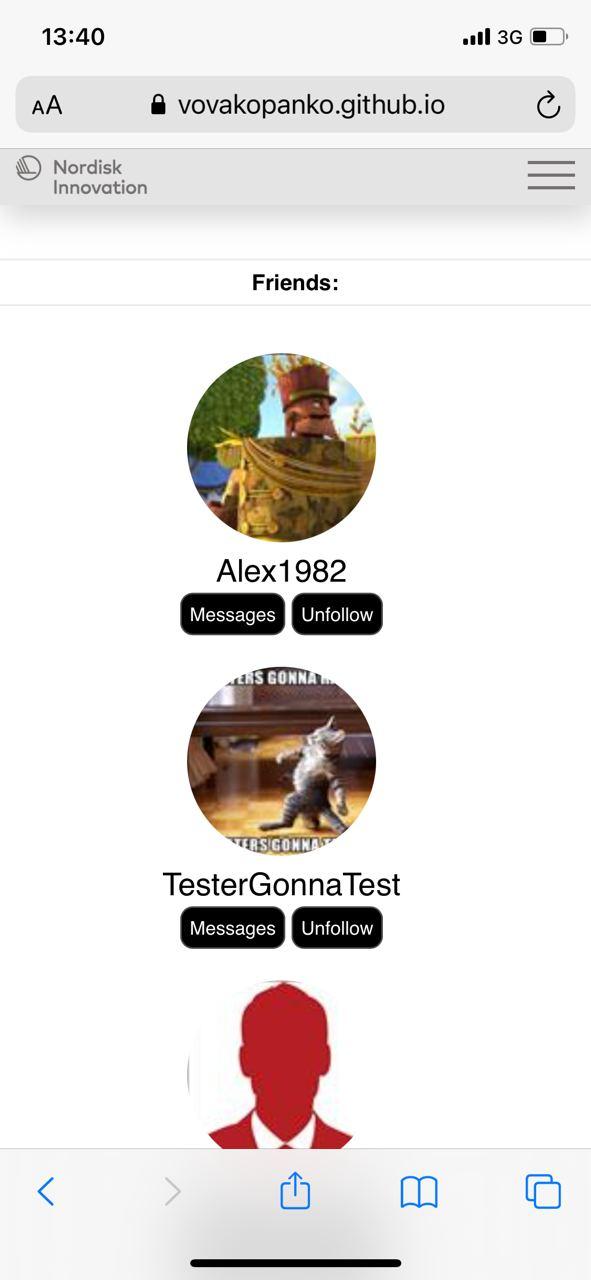 13:40
3G
AA vovakopanko.github.io
Nordisk
Innovation
Friends:
Alex1982
Messages Unfollow
TERS GONNA
TERS GONNA T
TesterGonnaTest
Messages Unfollow